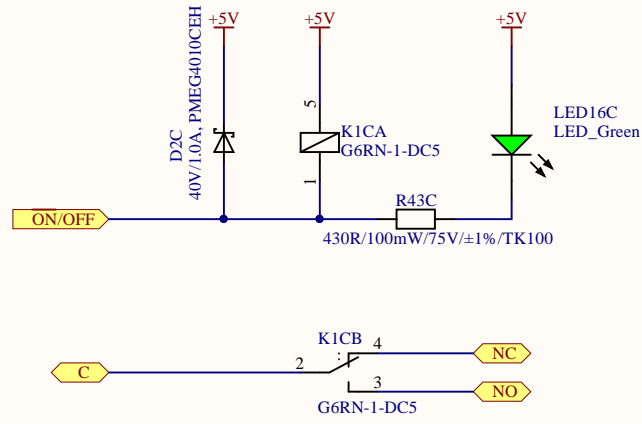 +5V
+5V
+5V
D2C
40V/1.0A, PMEG4010CEH
5
K1CA
G6RN-1-DC5
1
LED16C
LED_Green
ON/OFF
R43C
430R/100mW/75V/±1%/TK100
K1CB
C
2
4
NC
3
NO
G6RN-1-DC5